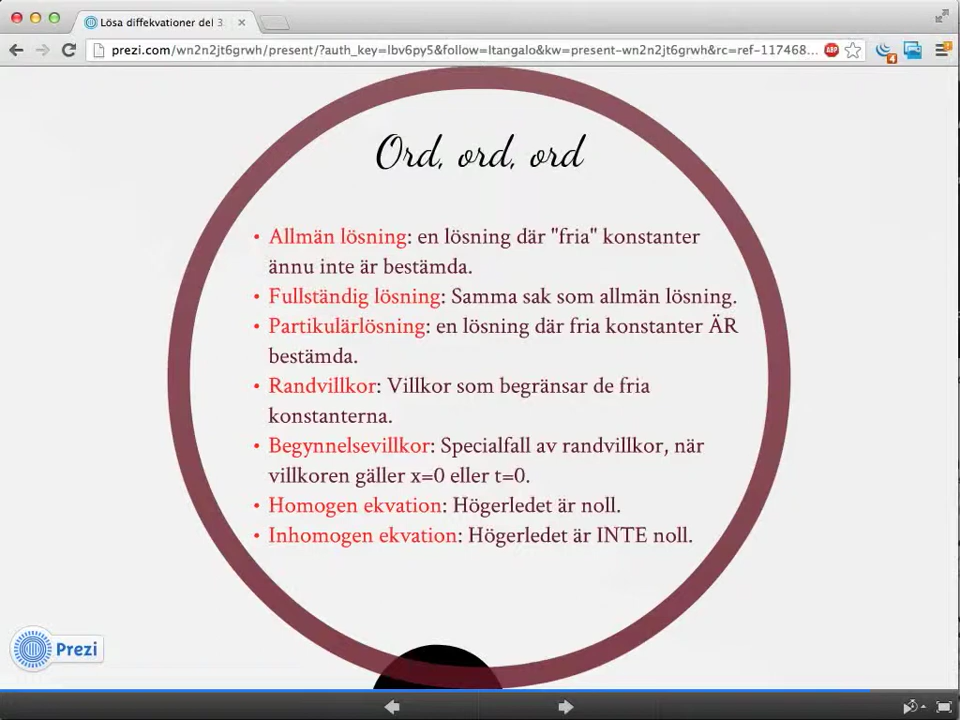 Lösa diffekvationer del 3
prezi.com/wn2n2jt6grwh/present/?auth_key=lbv6py5&follow=ltangalo&kw=present-wn2n2jt6grwh&rc=ref-117468...
ABP
4
Ord, ord, ord
• Allmän lösning: en lösning där "fria" konstanter
ännu inte är bestämda.
• Fullständig lösning: Samma sak som allmän lösning.
• Partikulärlösning: en lösning där fria konstanter ÄR
bestämda.
• Randvillkor: Villkor som begränsar de fria
konstanterna.
• Begynnelsevillkor: Specialfall av randvillkor, när
villkoren gäller x=0 eller t=0.
• Homogen ekvation: Högerledet är noll.
• Inhomogen ekvation: Högerledet är INTE noll.
Prezi